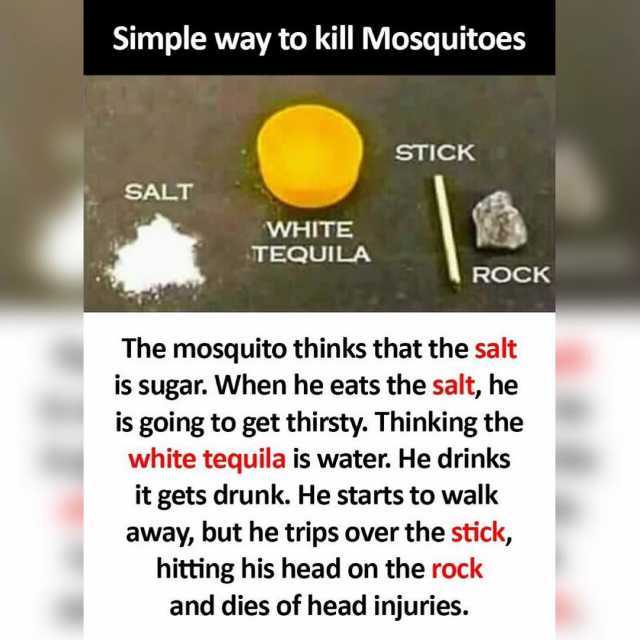 Simple way to kill Mosquitoes
STICK
SALT
WHITE
TEQUILA
ROCK
The mosquito thinks that the salt
is sugar. When he eats the salt, he
is going to get thirsty. Thinking the
white tequila is water. He drinks
it gets drunk. He starts to walk
away, but he trips over the stick,
hitting his head on the rock
and dies of head injuries.